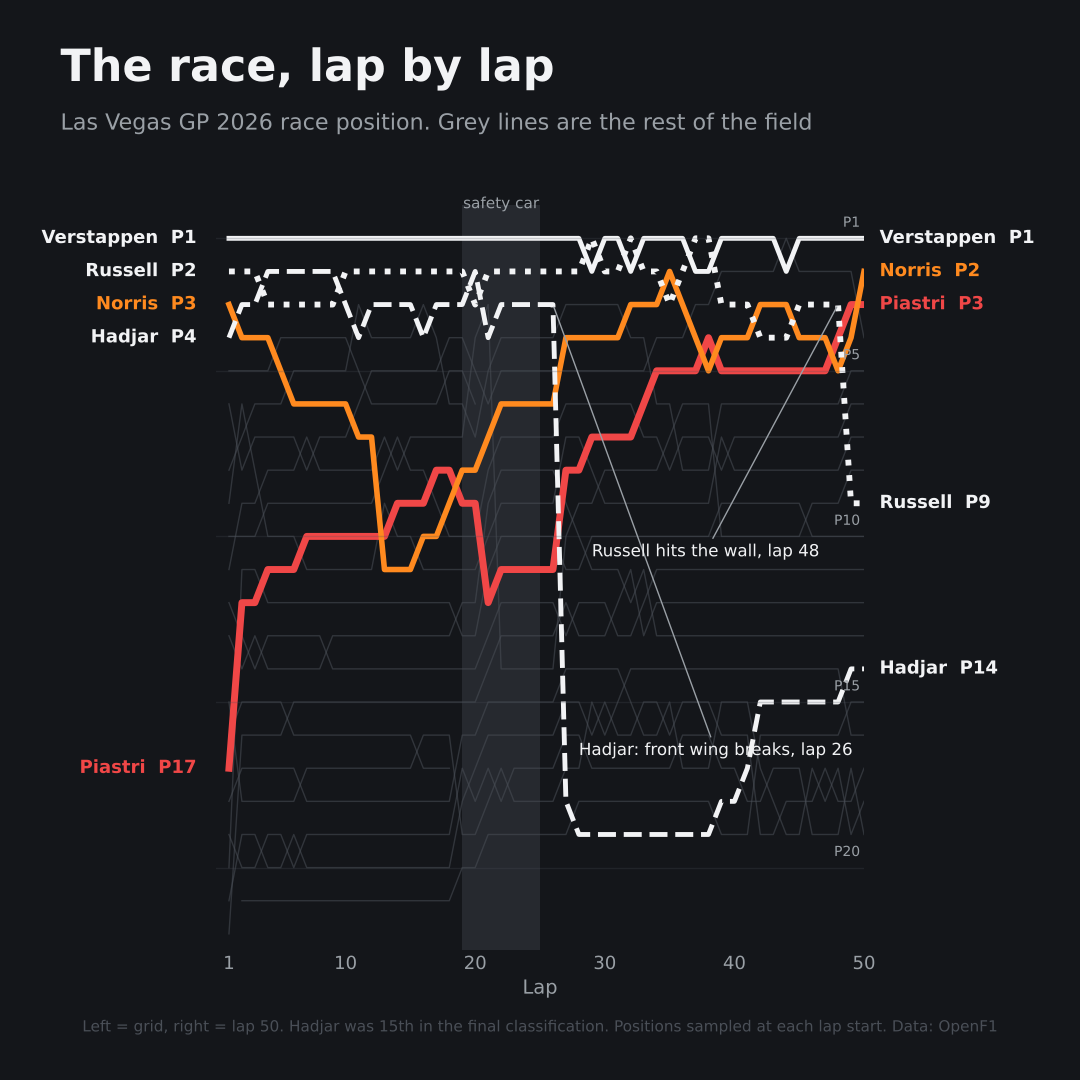 The race, lap by lap
Las Vegas GP 2026 race position. Grey lines are the rest of the field
safety car
P1
Verstappen P1
Verstappen P1
Russell P2
Norris P2
Norris P3
Piastri P3
Hadjar P4
P5
Russell P9
P10
Russell hits the wall, lap 48
Hadjar P14
P15
Hadjar: front wing breaks, lap 26
Piastri P17
P20
1 10 20 30 40 50
Lap
Left = grid, right = lap 50. Hadjar was 15th in the final classification. Positions sampled at each lap start. Data: OpenF1